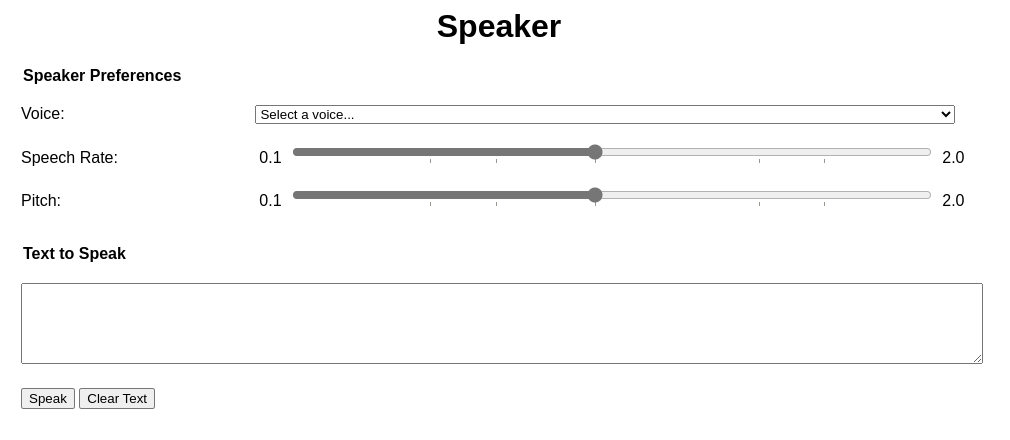 Speaker
Speaker Preferences
Voice: Select a voice...
Speech Rate: 0.1 2.0
Pitch: 0.1 2.0
Text to Speak
Speak Clear Text